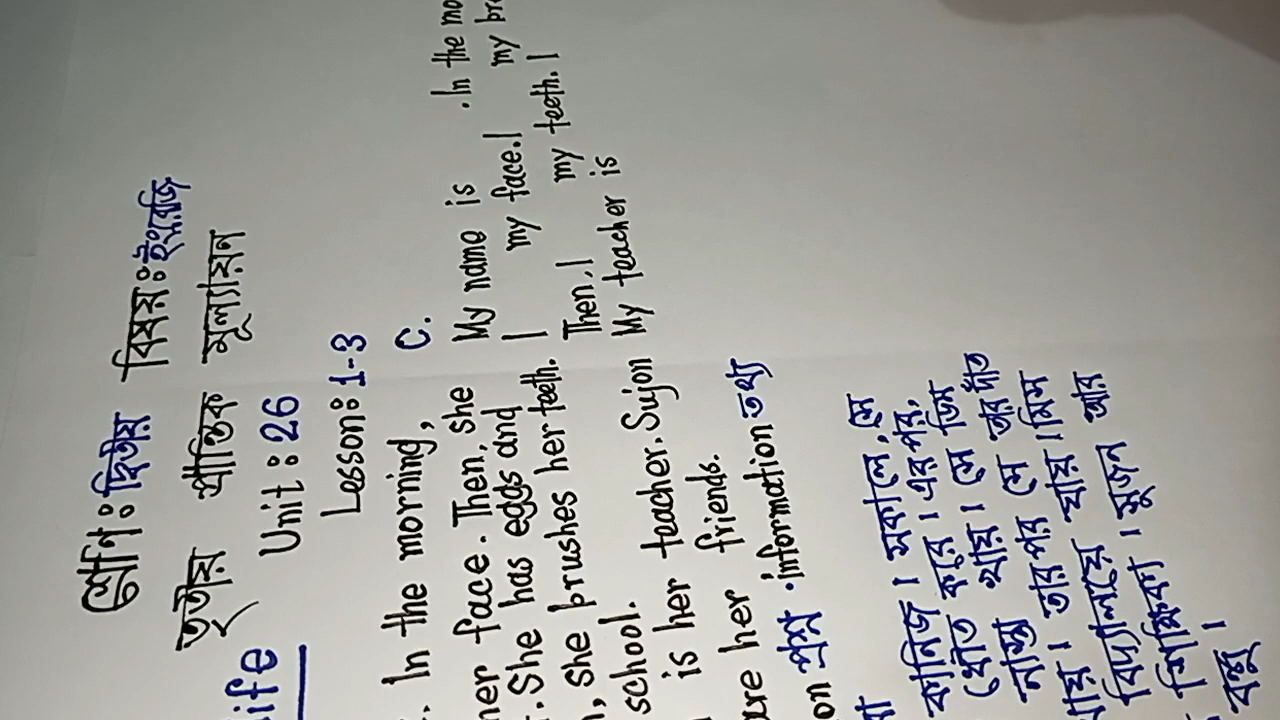 শ্রেণি: দ্বিতীয় বিষয়: ইংরেজি
তৃতীয় প্রান্তিক মূল্যায়ন
Unit: 26
ife
Lesson: 1-3
. In the morning,
her face. Then, she
. She has eggs and
, she brushes her teeth.
school.
is her teacher. Sujon
are her friends.
on প্রশ্ন . information তথ্য
C.
My name is . In the mo
I my face. I my bre
Then, I my teeth. I
My teacher is
কানিজ । সকালে, সে
ধৌত করে । এরপর,
নাস্তা খায় । সে ডিম
খায় । তারপর সে তার দাঁত
বিদ্যালয়ে যায় । মিস
শিক্ষিকা । সুজন আর
বন্ধু ।